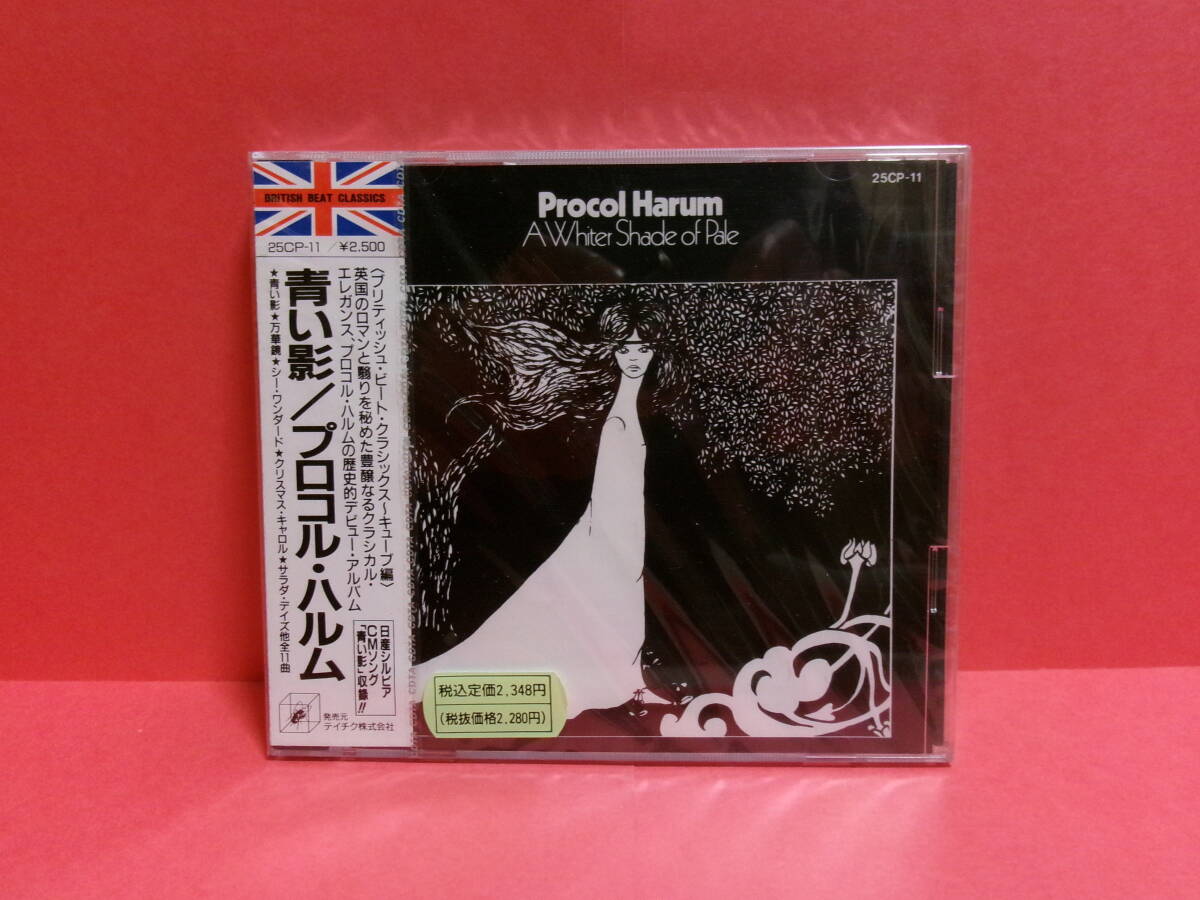 BRITISH BEAT CLASSICS
25CP-11／¥2,500
〈ブリティッシュ・ビート・クラシックス〜キューブ編〉
英国のロマンと翳りを秘めた豊醸なるクラシカル・
エレガンス、プロコル・ハルムの歴史的デビュー・アルバム
青い影／プロコル・ハルム
★青い影★万華鏡★シー・ワンダード★クリスマス・キャロル★サラダ・デイズ他全11曲
日産シルビア
CMソング
「青い影」収録!!
発売元
テイチク株式会社
25CP-11
Procol Harum
A Whiter Shade of Pale
税込定価2,348円
(税抜価格2,280円)